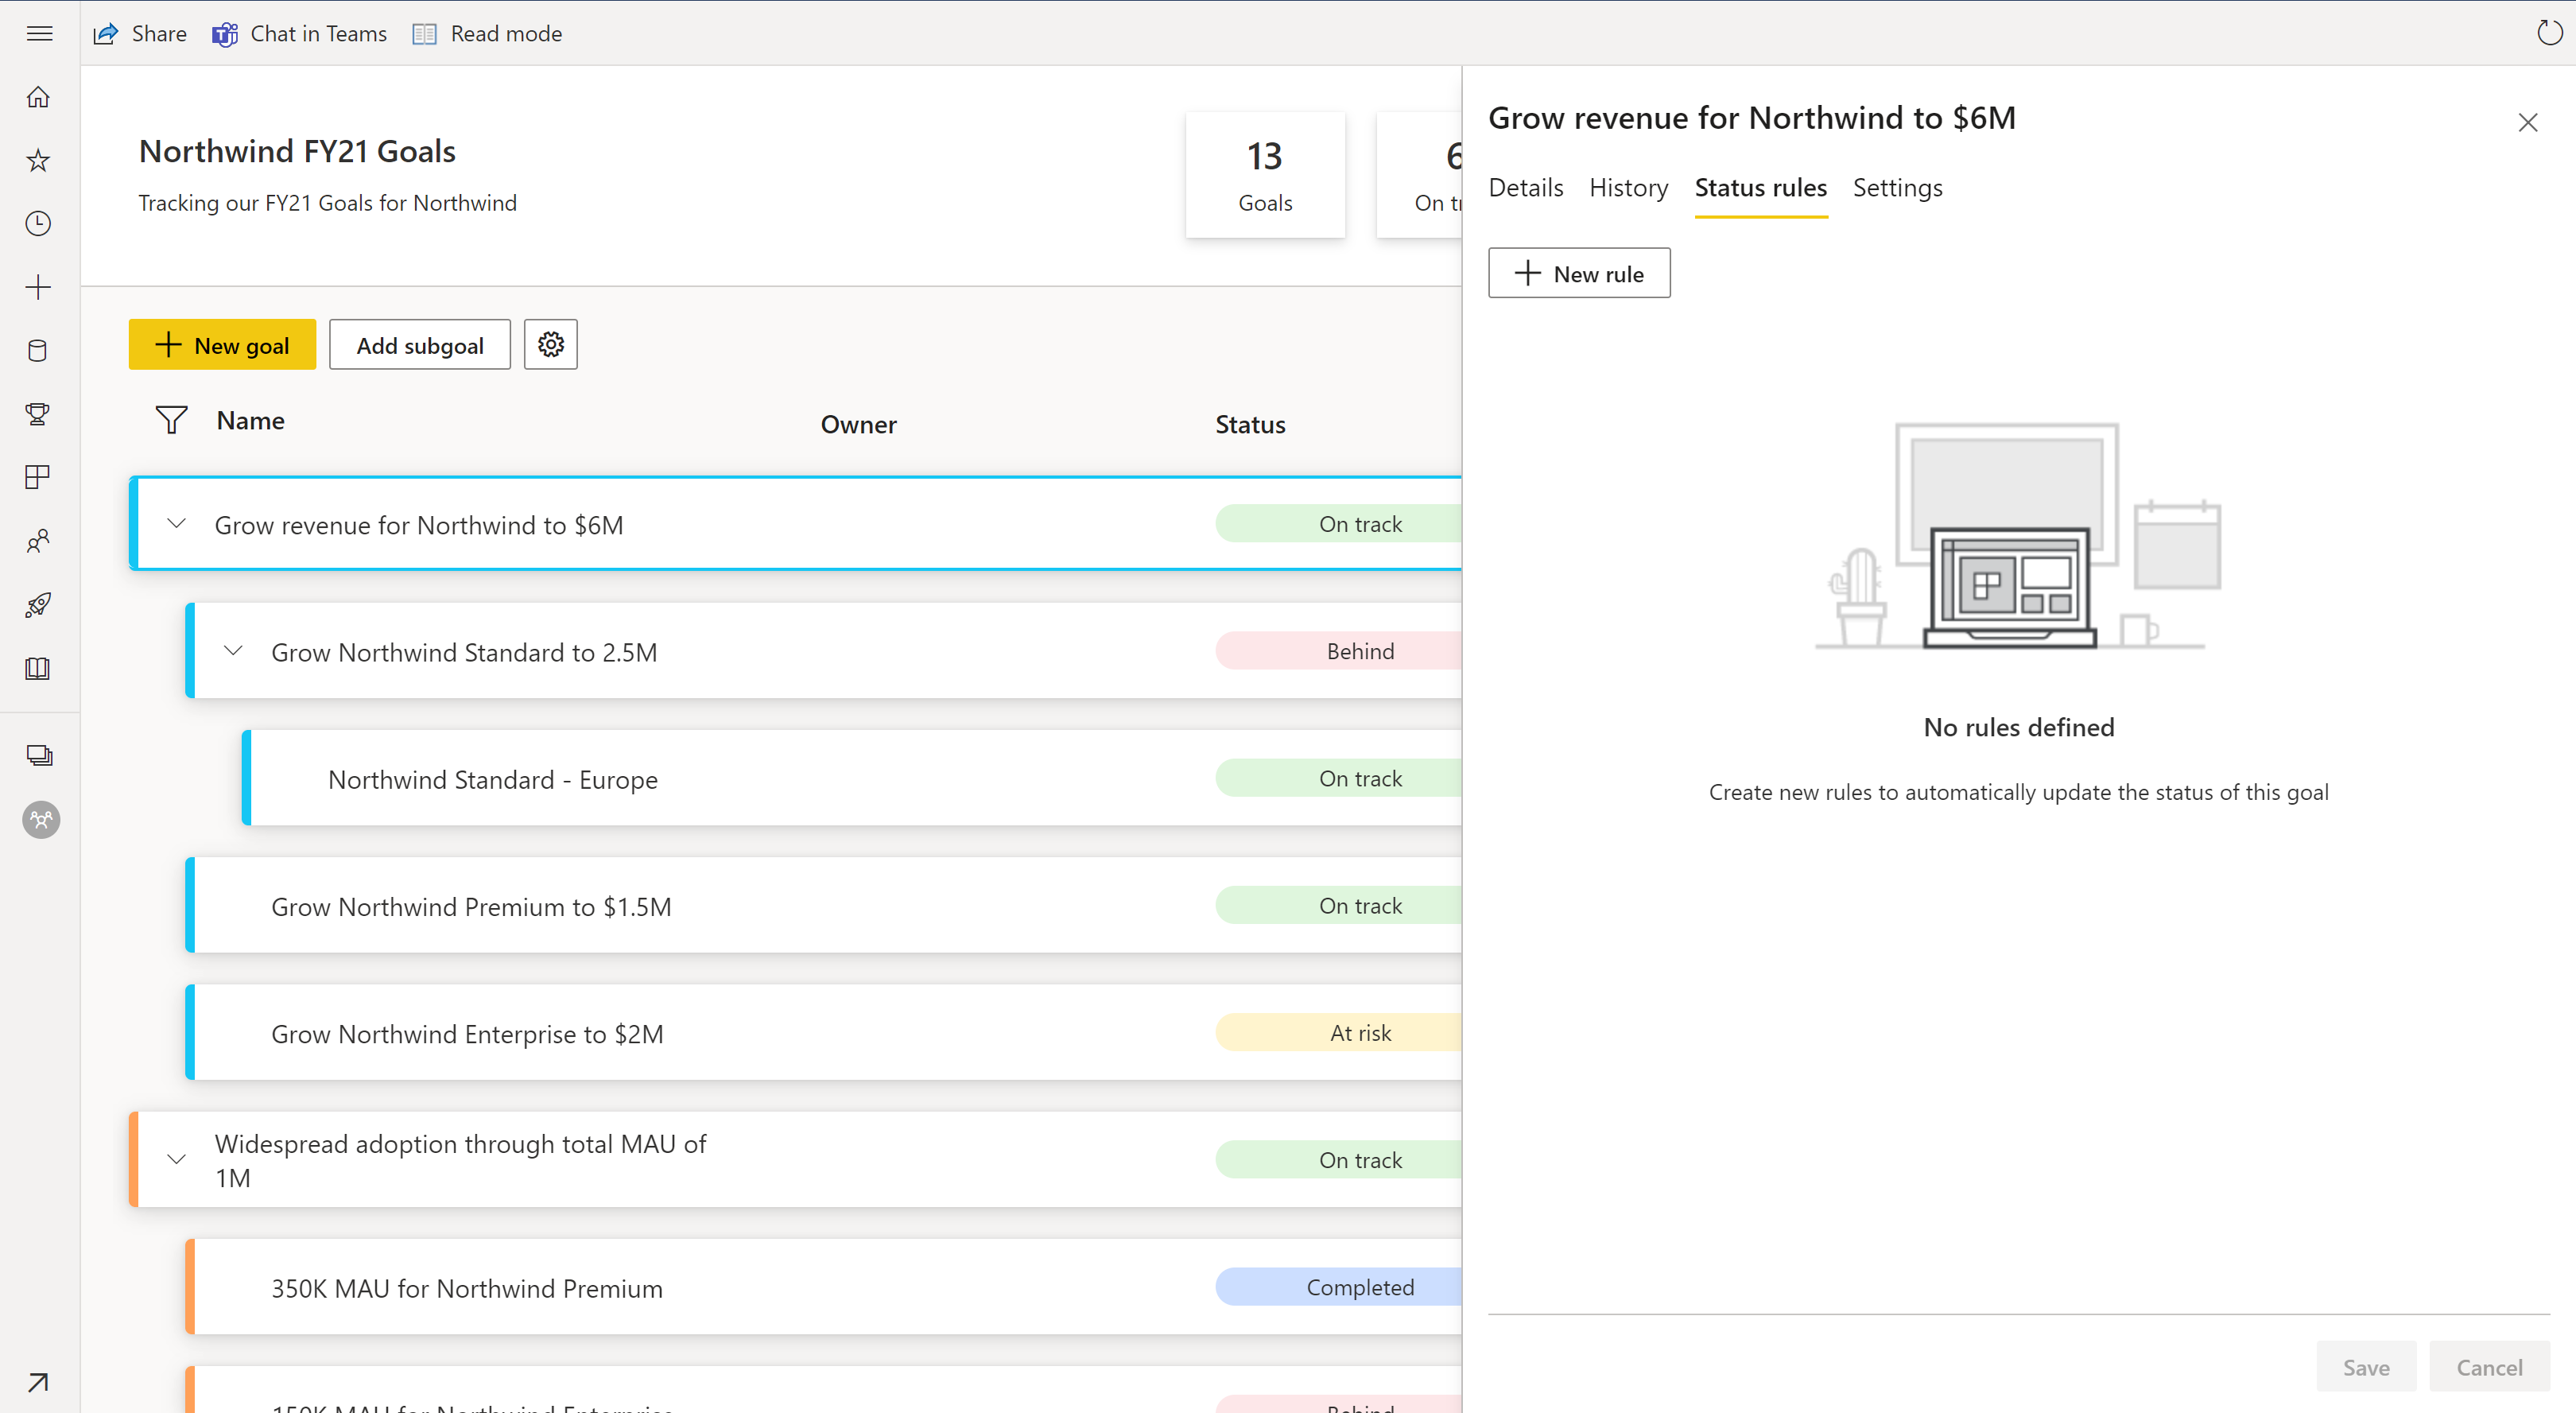 Share Chat in Teams Read mode
Northwind FY21 Goals
Tracking our FY21 Goals for Northwind
13
Goals
6
On
New goal Add subgoal
Name Owner Status
Grow revenue for Northwind to $6M On track
Grow Northwind Standard to 2.5M Behind
Northwind Standard - Europe On track
Grow Northwind Premium to $1.5M On track
Grow Northwind Enterprise to $2M At risk
Widespread adoption through total MAU of
1M
On track
350K MAU for Northwind Premium Completed
150K MAU for Northwind Enterprise Behind
Grow revenue for Northwind to $6M
Details History Status rules Settings
New rule
No rules defined
Create new rules to automatically update the status of this goal
Save Cancel